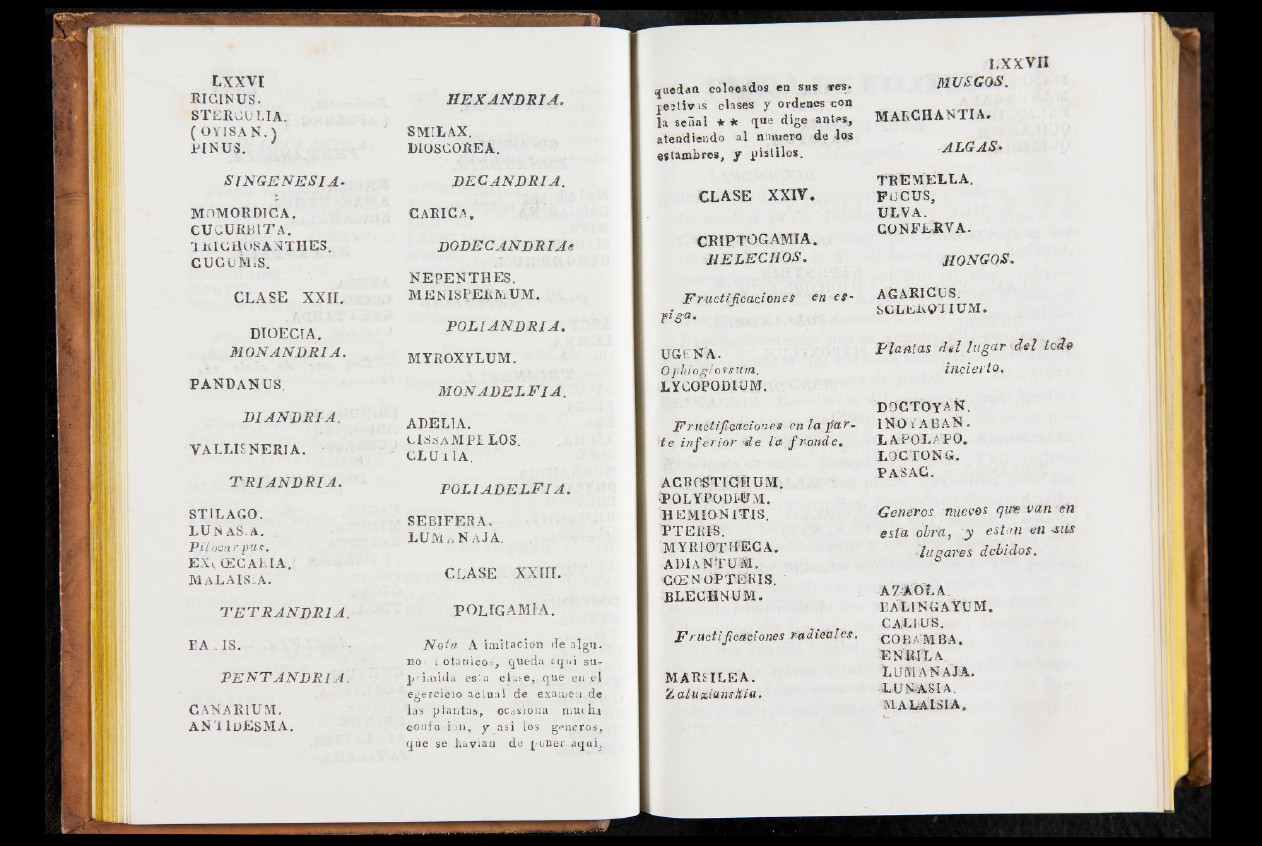 LXXVI
RICINUS.
STERCULIA.
(OYISAN.)
PINUS.
SINGENESIA.
MOMORDICA.
CUCURBITA.
TRICHOSANTHES.
CUCUMIS.
CLASE XXII.
DIOECIA.
MONANDRIA.
PANDANUS.
DIANDRIA.
VALLISNERIA.
TRIANDRIA.
STILAGO.
LUNASIA.
Pilocarpus.
EXCŒCARIA.
MALAISIA.
TETRANDRIA.
PENTANDRIA.
CANARIUM.
ANTIDESMA.
HEXANDRIA.
SMILAX.
DIOSCOREA.
DECANDRIA.
CARICA.
DODECANDRIA.
NEPENTHES.
MENISPERMUM.
POLIANDRIA.
MYROXYLUM.
MONADELFIA.
ADELIA.
CISSAMPELOS.
CLUTIA.
POLIADELFIA.
SEBIFERA.
LUMANAJA.
CLASE XXIII.
POLIGAMIA.
Nota A imitacion de algu-
nos botanicos, queda aqui su-
primida esta clase, que en el
egercicio actual de examen de
las plantas, ocasiona mucha
confusion, y asi los generos,
que se havian de poner aqui,
LXXVII
quedan colocados en sus res-
pectivas clases y ordenes con
la señal ** que dige antes,
atendiendo al numero de los
estambres, y pistilos.
CLASE XXIV.
CRIPTOGAMIA.
HELECHOS.
Fructificaciones en es-
piga.
UGENA.
Ophioglossum.
LYCOPODIUM.
Fructificaciones en la par-
te inferior de la fronde.
ACROSTICHUM.
POLYPODIUM.
HEMIONITIS.
PTERIS.
MYRIOTHECA.
ADIANTUM.
CŒNOPTERIS.
BLECHNUM.
Fructificaciones radicales.
MARSILEA.
Zaluzianskia.
MUSGOS.
MARCHANTIA.
ALGAS.
TREMELLA.
FUCUS,
ULVA.
CONFERVA.
HONGOS.
AGARICUS.
SCLEROTIUM.
Plantas del lugar del todo
incierto.
DOCTOYAN.
INOYABAN.
LAPOLAPO.
LOCTONG.
PASAC.
Generos nuevos que van en
esta obra, y estan en sus
lugares debidos.
AZAOLA.
BALINGAYUM.
CALIUS.
COBAMBA.
ENRILA.
LUMANAJA.
LUNASIA.
MALAISIA.